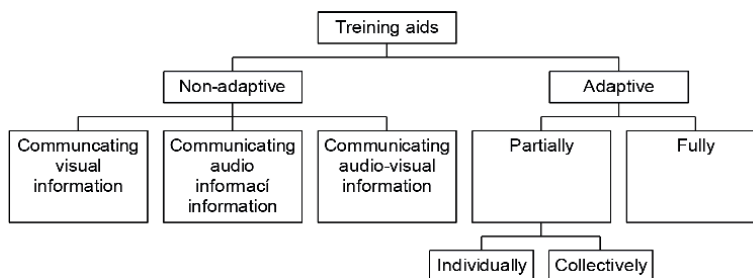 Treining aids
Non-adaptive
Adaptive
Communcating
visual
information
Communicating
audio
informací
information
Communicating
audio-visual
information
Partially
Fully
Individually
Collectively